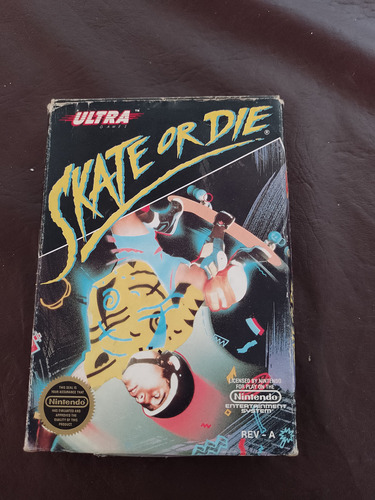 ULTRA™
GAMES
SKATE OR DIE®
THIS SEAL IS
YOUR ASSURANCE THAT
Nintendo
HAS EVALUATED AND
APPROVED THE
QUALITY OF THIS
PRODUCT
LICENSED BY NINTENDO
FOR PLAY ON THE
Nintendo
ENTERTAINMENT
SYSTEM
REV-A